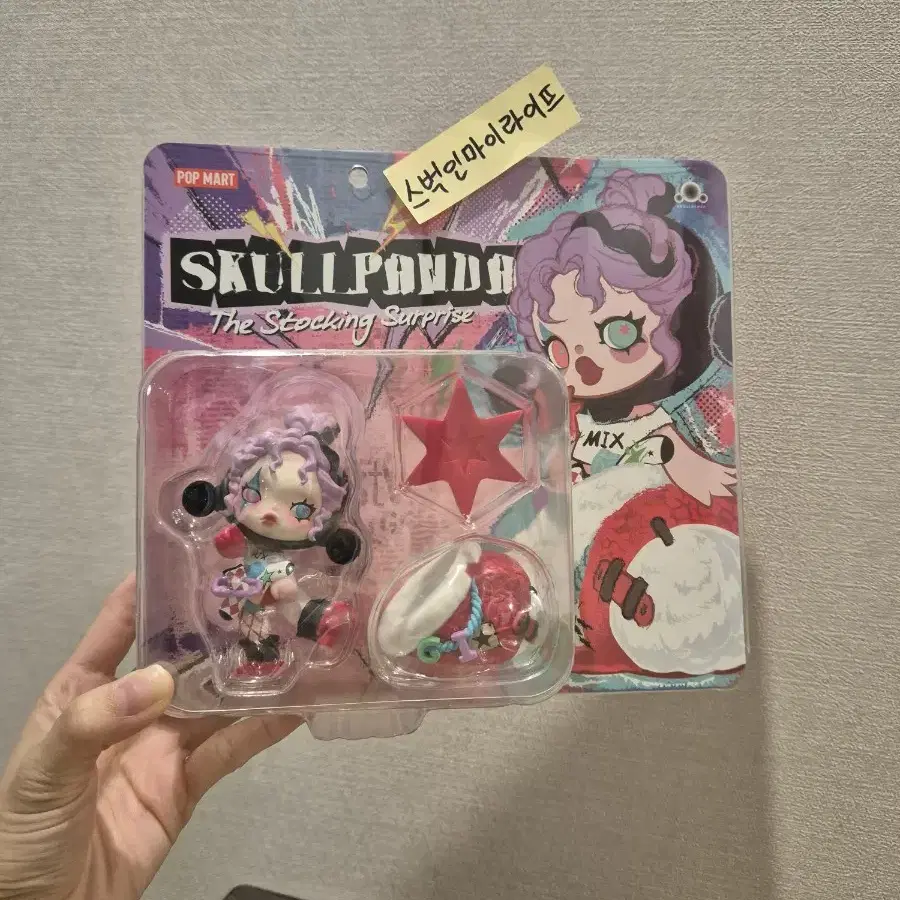 스벅인마이라이프
POP MART
SKULLPANDA
The Stocking Surprise
MIX